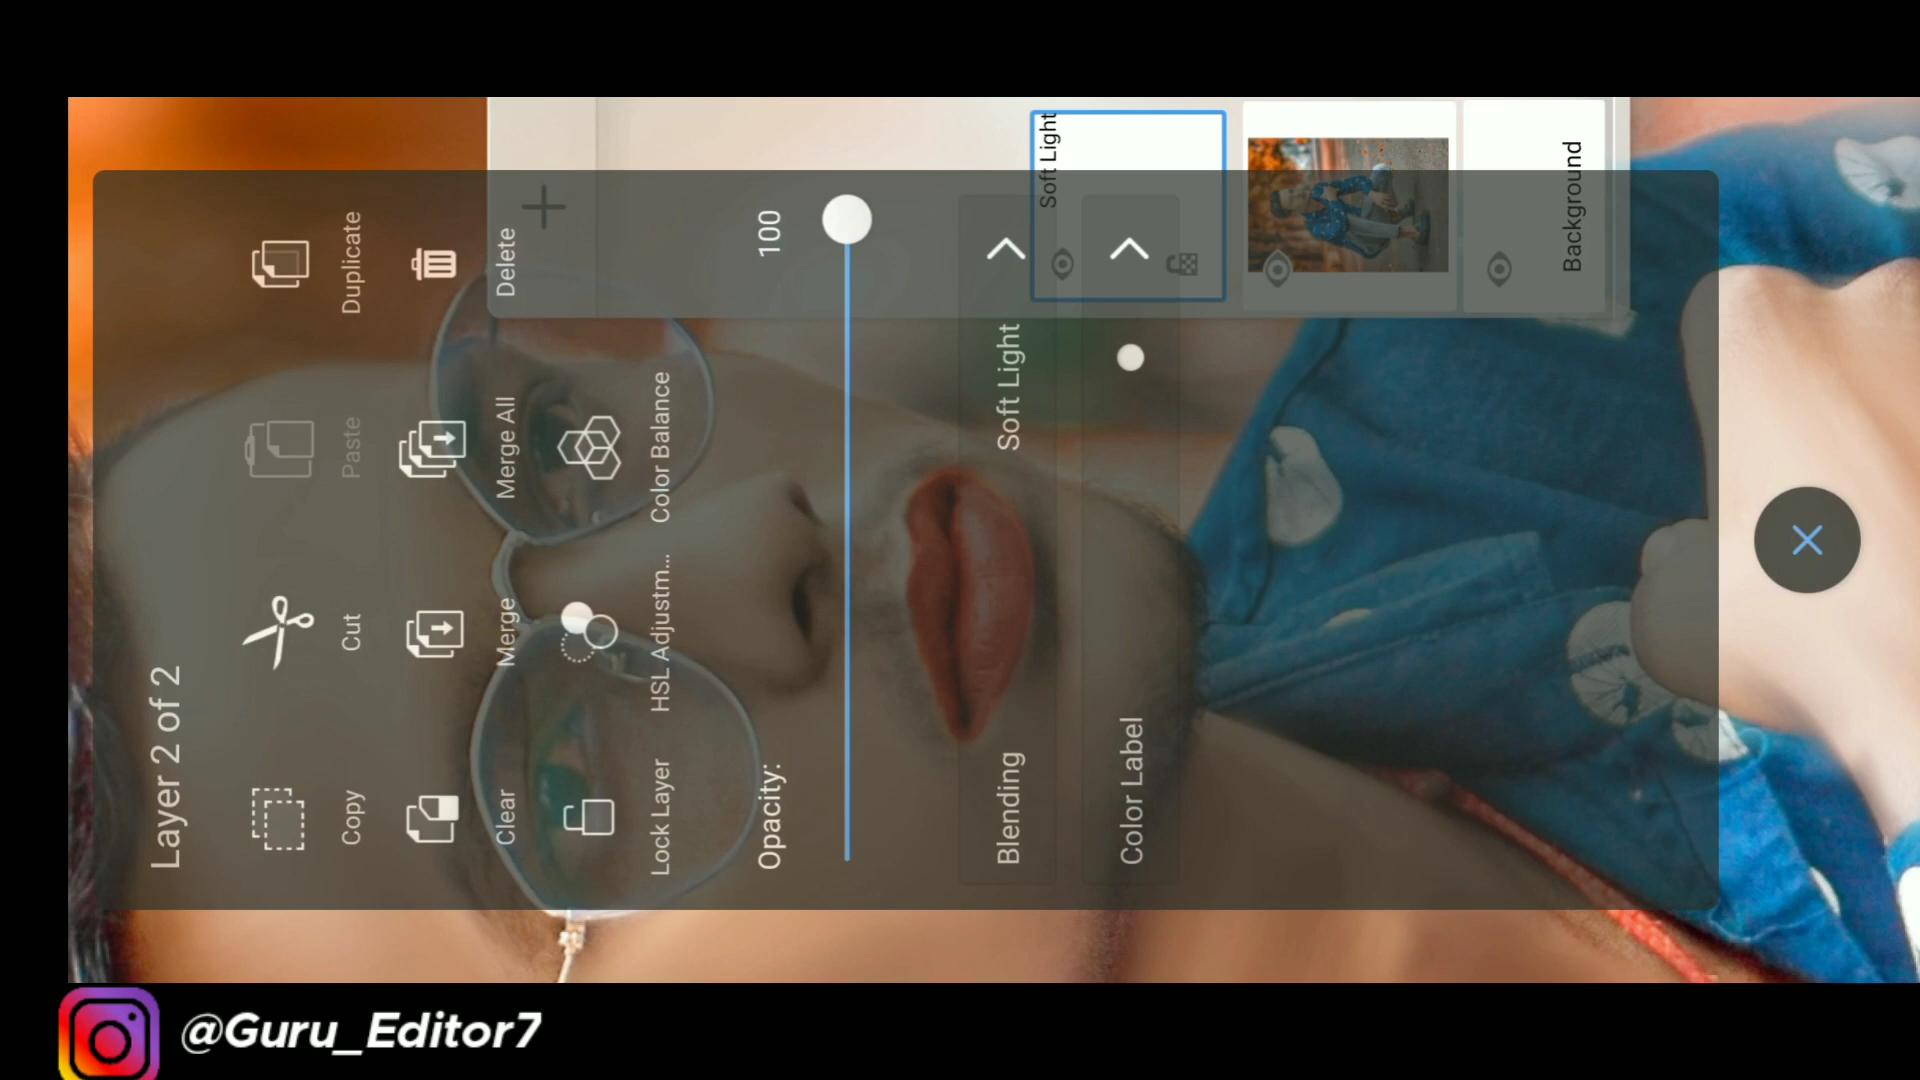 Layer 2 of 2
Copy
Cut
Paste
Duplicate
Clear
Merge
Merge All
Delete
Lock Layer
HSL Adjustm...
Color Balance
Opacity:
100
Blending
Soft Light
Color Label
Soft Light
Background
@Guru_Editor7